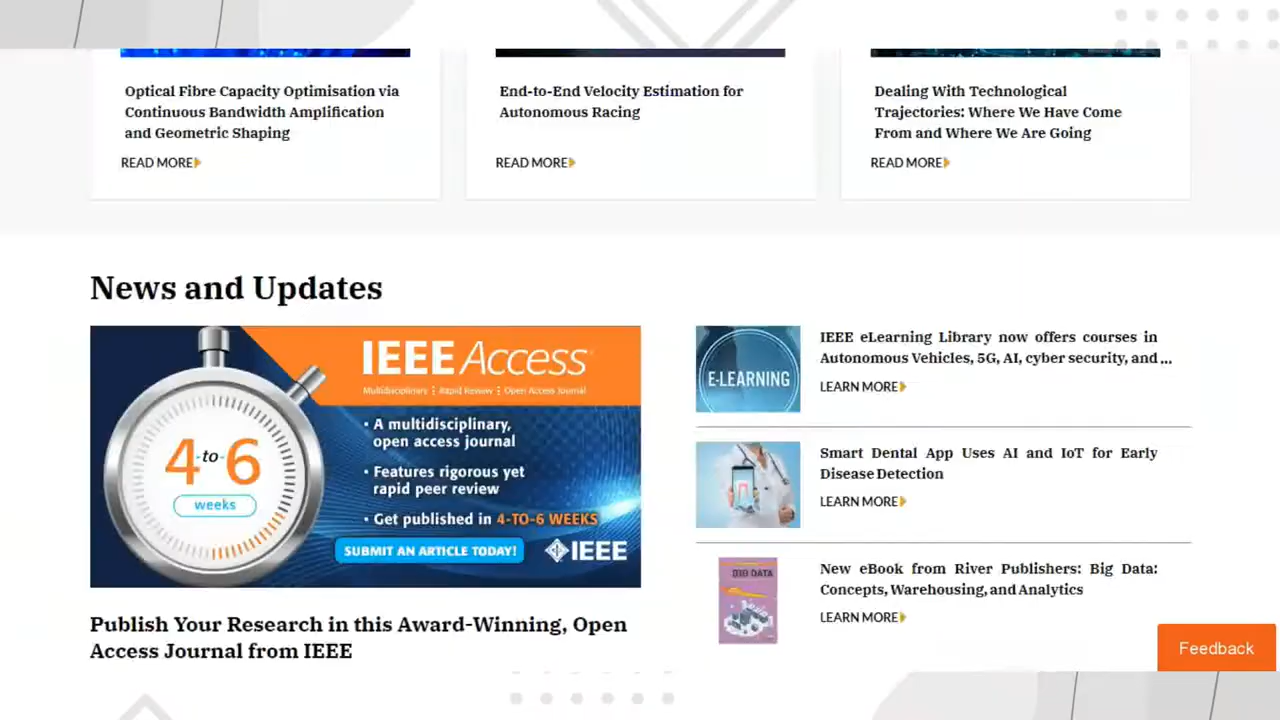 Optical Fibre Capacity Optimisation via
Continuous Bandwidth Amplification
and Geometric Shaping
READ MORE
End-to-End Velocity Estimation for
Autonomous Racing
READ MORE
Dealing With Technological
Trajectories: Where We Have Come
From and Where We Are Going
READ MORE
News and Updates
4-to-6
weeks
IEEE Access
Multidisciplinary ⋮ Rapid Review ⋮ Open Access Journal
• A multidisciplinary,
open access journal
• Features rigorous yet
rapid peer review
• Get published in 4-TO-6 WEEKS
SUBMIT AN ARTICLE TODAY!
IEEE
Publish Your Research in this Award-Winning, Open
Access Journal from IEEE
E-LEARNING
IEEE eLearning Library now offers courses in
Autonomous Vehicles, 5G, AI, cyber security, and ...
LEARN MORE
Smart Dental App Uses AI and IoT for Early
Disease Detection
LEARN MORE
BIG DATA
New eBook from River Publishers: Big Data:
Concepts, Warehousing, and Analytics
LEARN MORE
Feedback